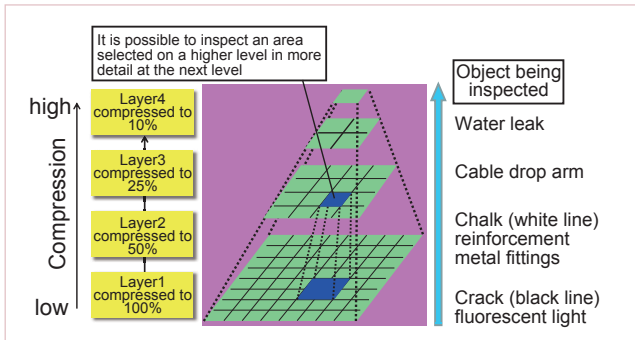 It is possible to inspect an area
selected on a higher level in more
detail at the next level
Object being
inspected
high
Compression
low
Layer4
compressed to
10%
Layer3
compressed to
25%
Layer2
compressed to
50%
Layer1
compressed to
100%
Water leak
Cable drop arm
Chalk (white line)
reinforcement
metal fittings
Crack (black line)
fluorescent light